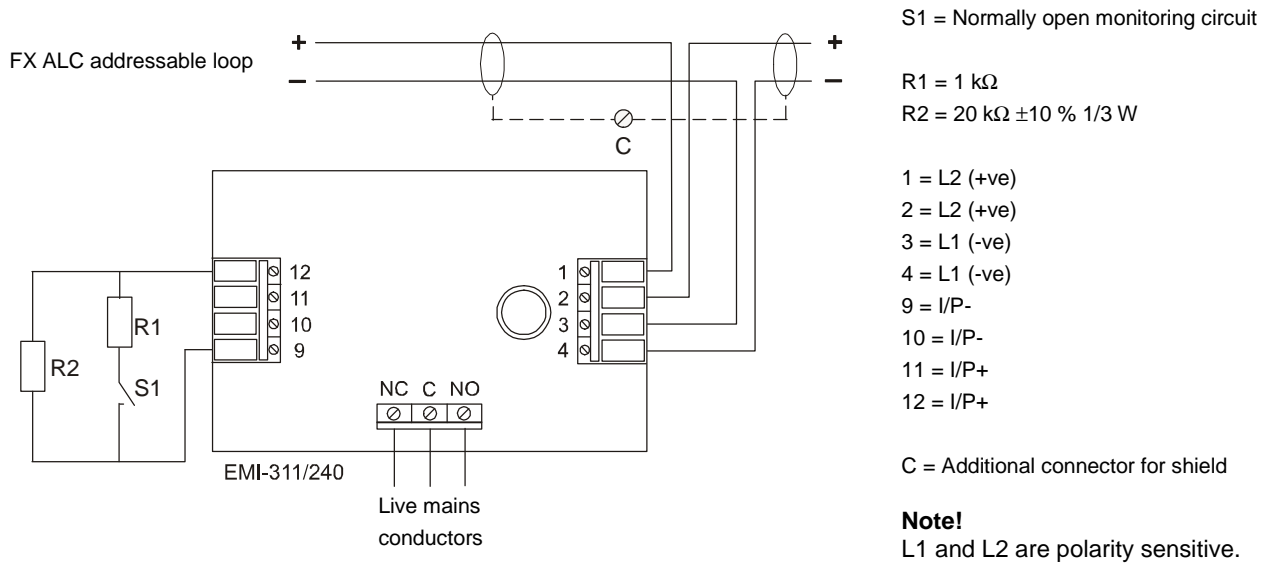 S1 = Normally open monitoring circuit
FX ALC addressable loop
+
−
+
−
R1 = 1 kΩ
R2 = 20 kΩ ±10 % 1/3 W
C
1 = L2 (+ve)
2 = L2 (+ve)
3 = L1 (-ve)
4 = L1 (-ve)
9 = I/P-
10 = I/P-
11 = I/P+
12 = I/P+
12
11
10
9
1
2
3
4
R1
R2
S1
NC C NO
EMI-311/240
Live mains
conductors
C = Additional connector for shield
Note!
L1 and L2 are polarity sensitive.